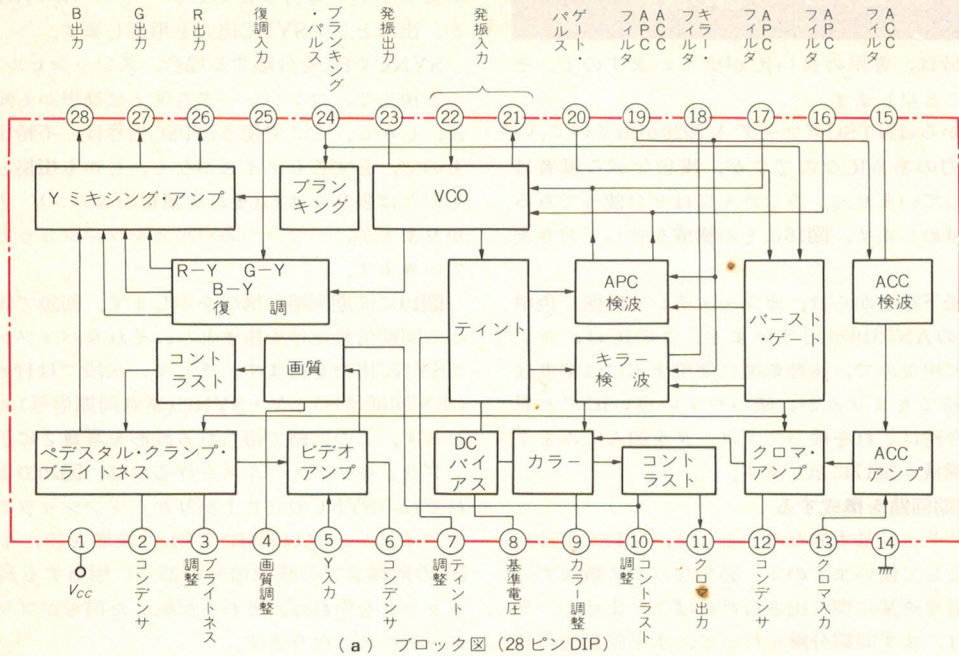 B出力
G出力
R出力
復調入力
ブランキング
パルス
発振出力
発振入力
ゲート
パルス
ACC
フィルタ
キラー
フィルタ
APC
フィルタ
APC
フィルタ
ACC
フィルタ
28
27
26
25
24
23
22
21
20
19
18
17
16
15
Yミキシング・アンプ
ブラン
キング
VCO
R-Y G-Y
B-Y
復調
ティント
APC
検波
バースト
・ゲート
ACC
検波
コント
ラスト
画質
キラー
検波
ペデスタル・クランプ・
ブライトネス
ビデオ
アンプ
DC
バイ
アス
カラー
コント
ラスト
クロマ・
アンプ
ACC
アンプ
1
2
3
4
5
6
7
8
9
10
11
12
13
14
Vcc
コンデンサ
ブライトネス
調整
画質調整
Y入力
コンデンサ
ティント
調整
基準電圧
カラー調整
コントラスト
調整
クロマ出力
コンデンサ
クロマ入力
(a) ブロック図(28ピンDIP)